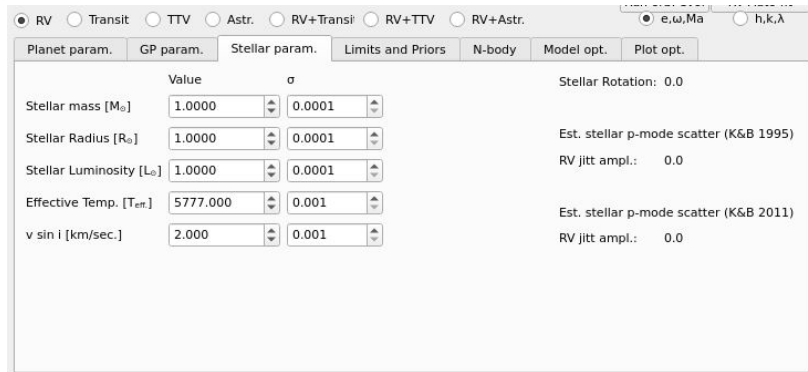 RV Transit TTV Astr. RV+Transi RV+TTV RV+Astr. e,ω,Ma h,k,λ
Planet param. GP param. Stellar param. Limits and Priors N-body Model opt. Plot opt.
Value σ Stellar Rotation: 0.0
Stellar mass [M☉] 1.0000 0.0001
Est. stellar p-mode scatter (K&B 1995)
Stellar Radius [R☉] 1.0000 0.0001
RV jitt ampl.: 0.0
Stellar Luminosity [L☉] 1.0000 0.0001
Effective Temp. [Teff.] 5777.000 0.001
Est. stellar p-mode scatter (K&B 2011)
v sin i [km/sec.] 2.000 0.001
RV jitt ampl.: 0.0